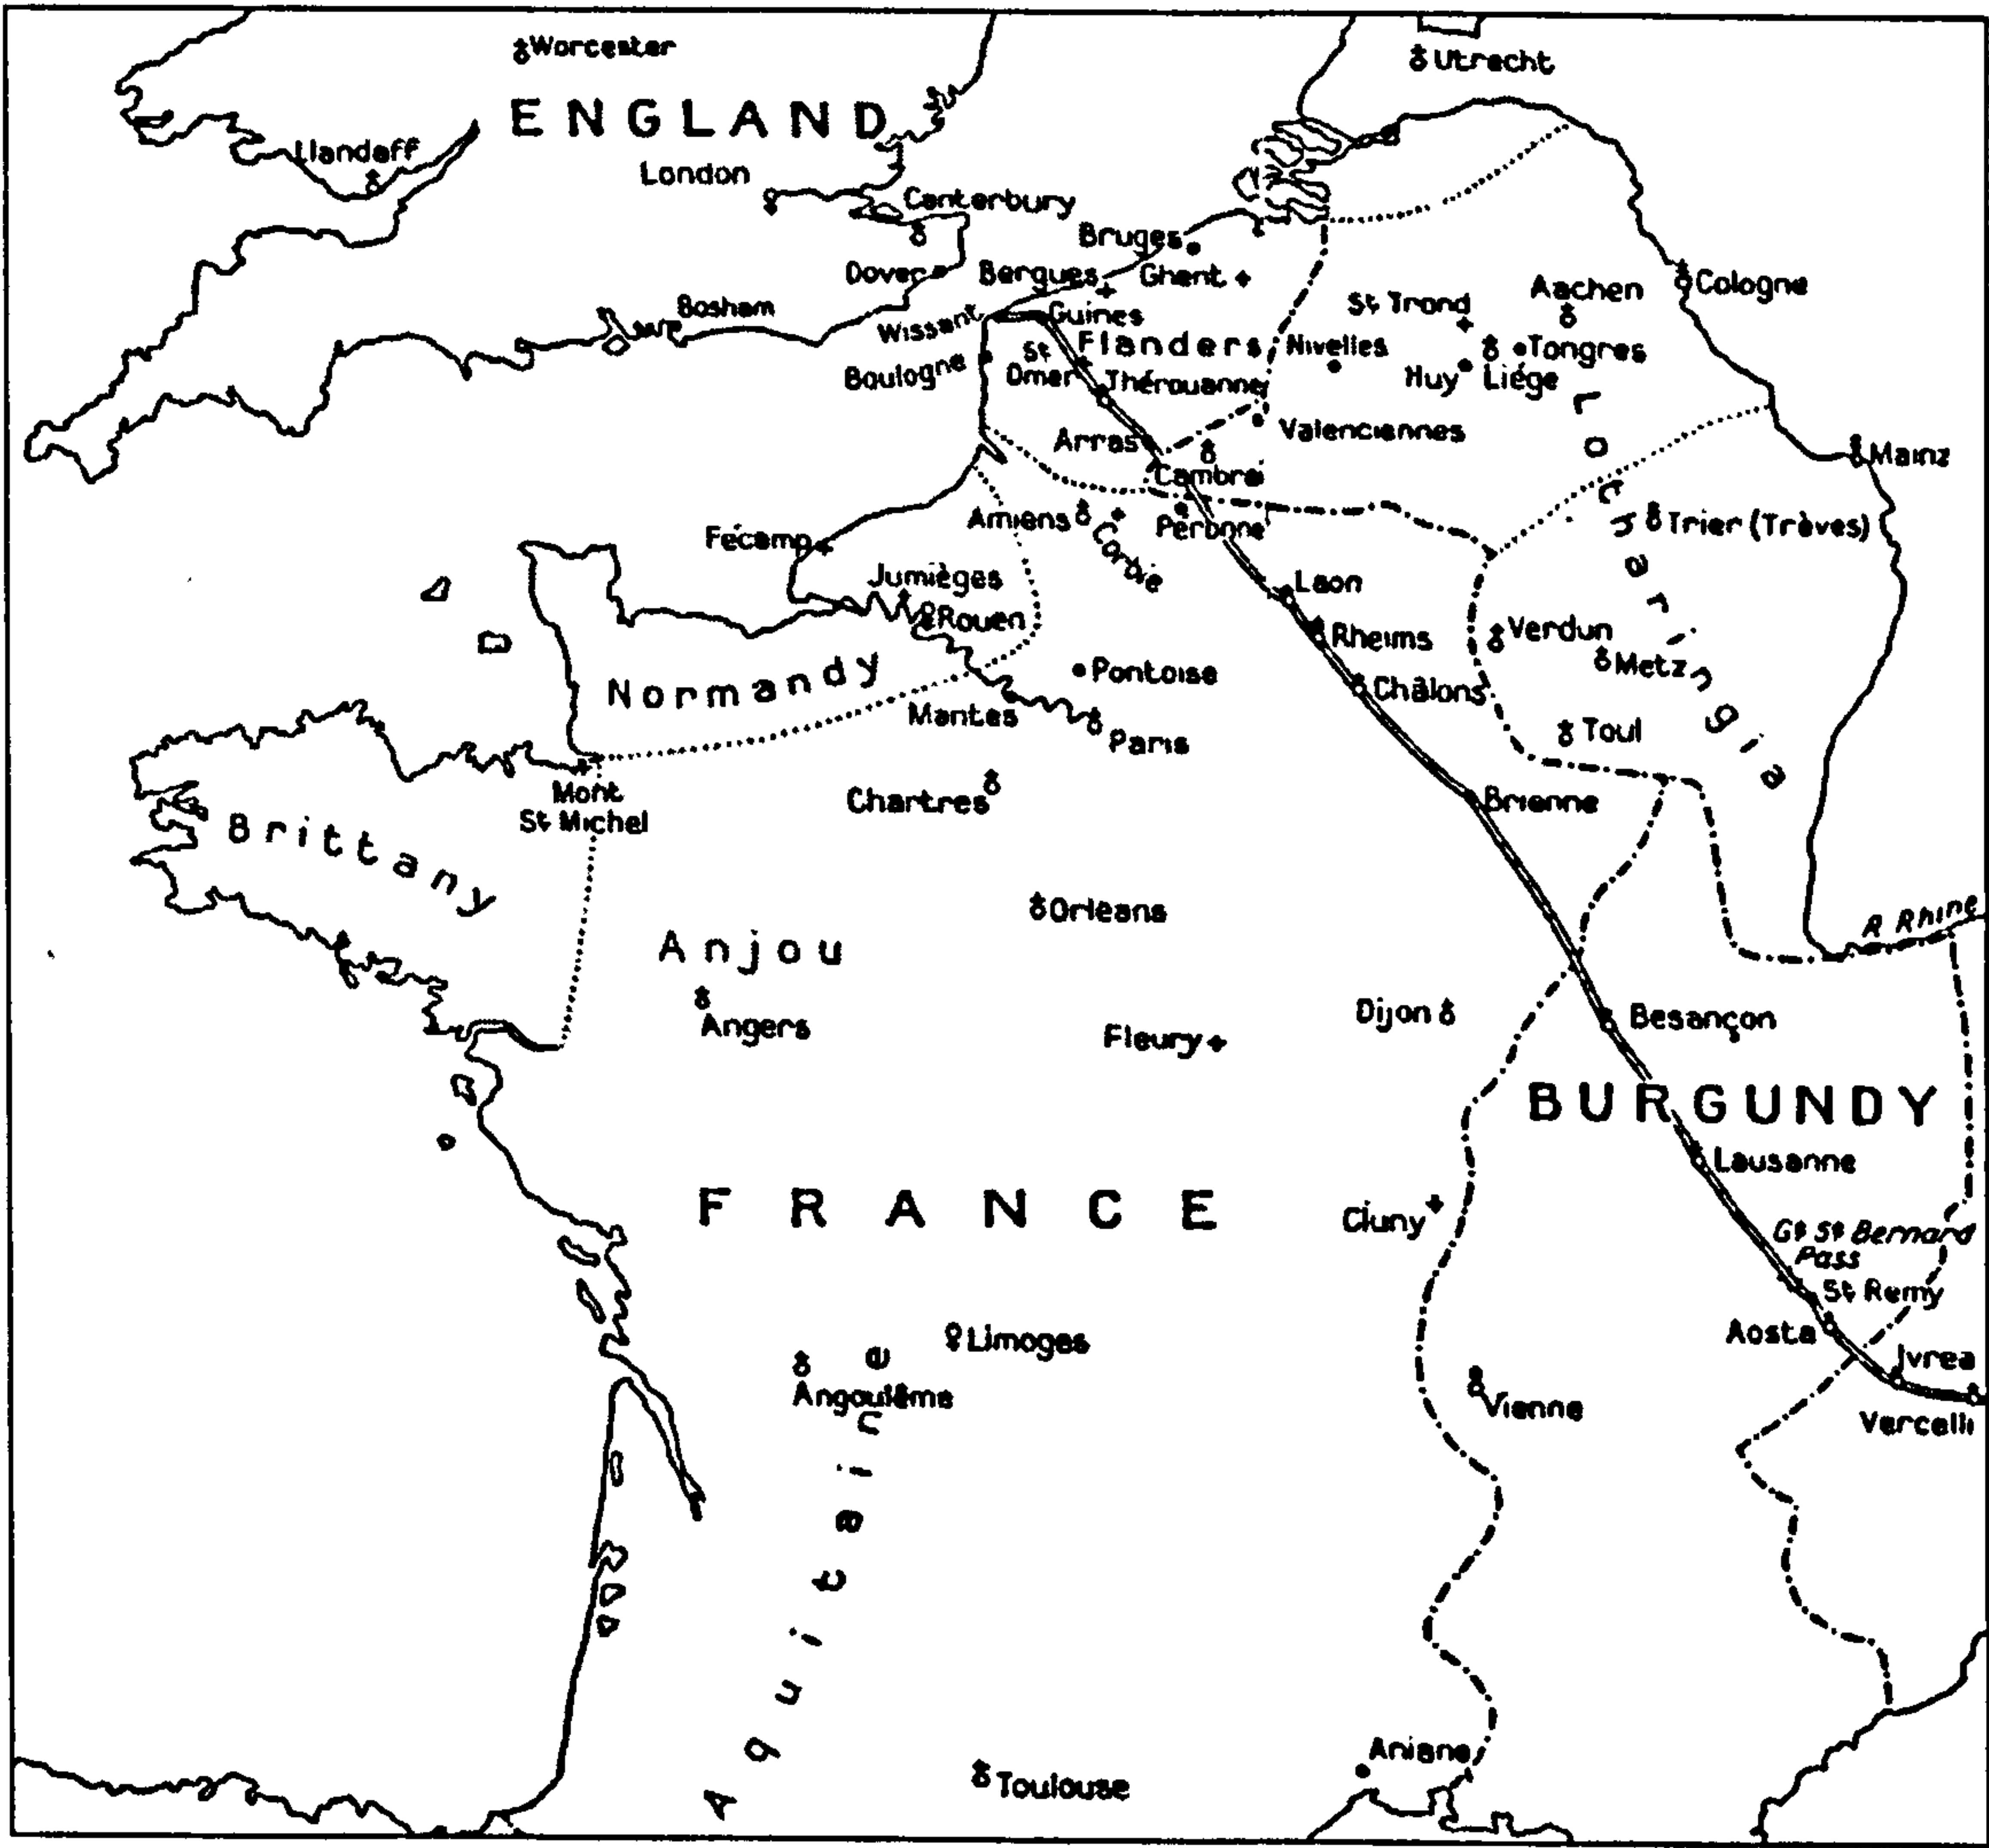 Worcester
Utrecht
ENGLAND
Llandaff
London
Canterbury
Bruges
Dover
Bergues
Ghent
Cologne
Aachen
St Trond
Bosham
Wissant
Guines
Flanders
Nivelles
Tongres
Boulogne
St
Omer
Thérouanne
Huy
Liége
Valenciennes
Arras
Mainz
Cambrai
Lotharingia
Amiens
Corbie
Péronne
Trier (Trèves)
Fécamp
Jumièges
Laon
Rouen
Rheims
Verdun
Metz
Normandy
Pontoise
Châlons
Mantes
Paris
Toul
Mont
St Michel
Chartres
Brienne
Brittany
Orleans
R Rhine
Anjou
Angers
Fleury
Dijon
Besançon
BURGUNDY
Lausanne
FRANCE
Cluny
Gt St Bernard
Pass
St Remy
Aosta
Ivrea
Limoges
Angoulême
Vienne
Vercelli
Aquitaine
Aniane
Toulouse